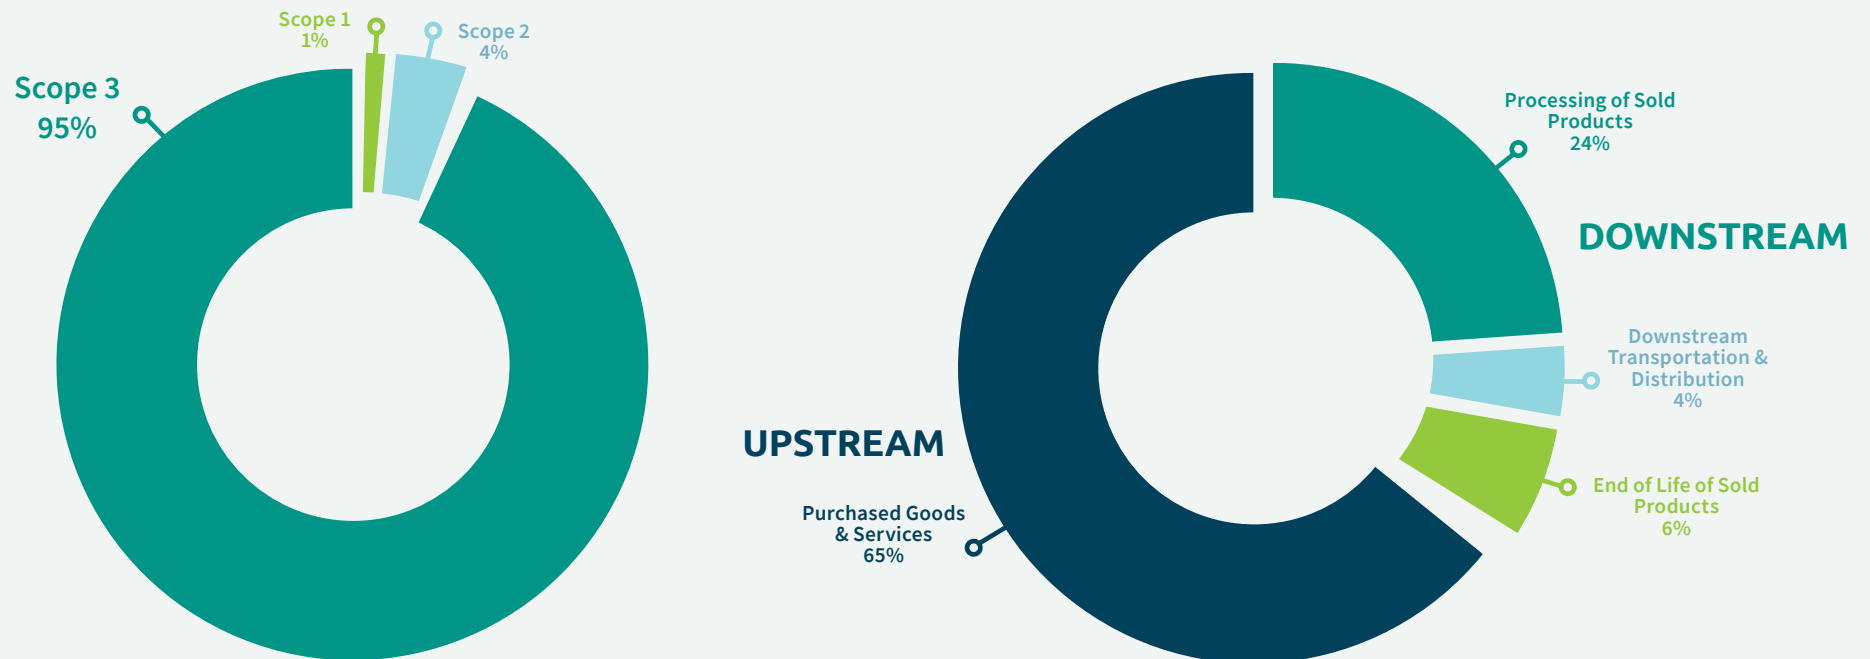 Scope 1
1%
Scope 2
4%
Scope 3
95%
UPSTREAM
Purchased Goods
& Services
65%
Processing of Sold
Products
24%
DOWNSTREAM
Downstream
Transportation &
Distribution
4%
End of Life of Sold
Products
6%